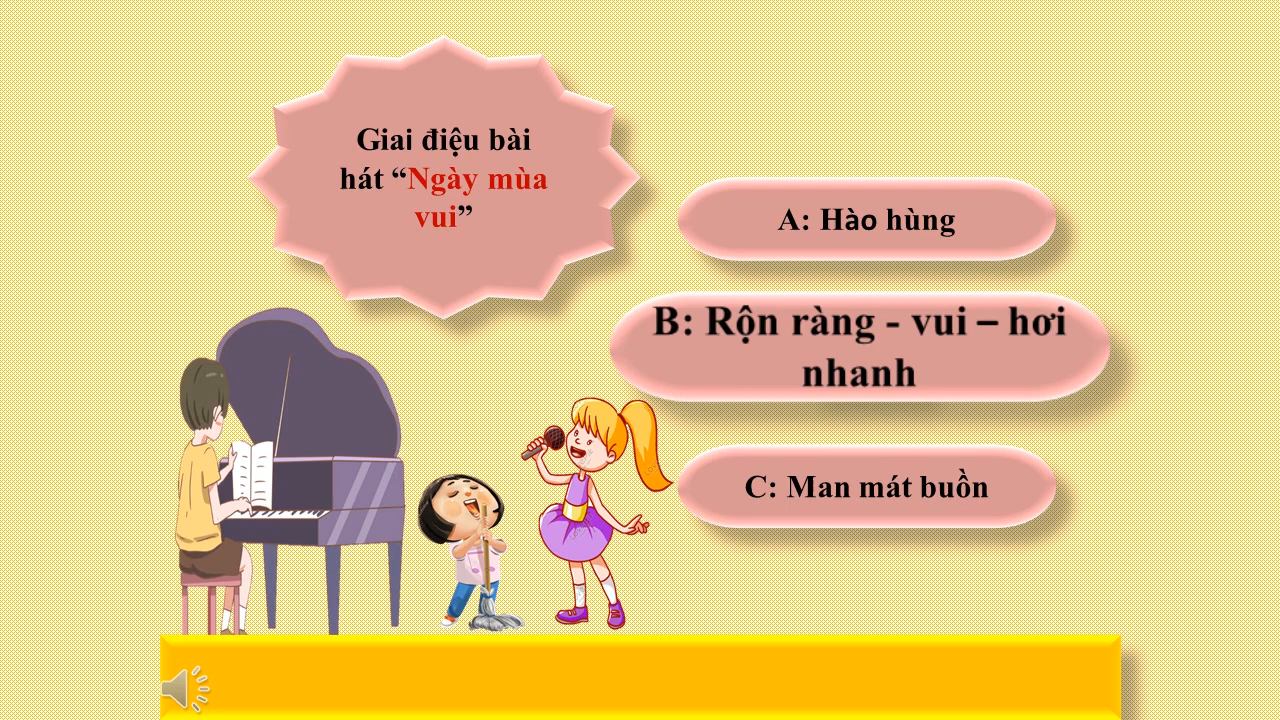 Giai điệu bài
hát “Ngày mùa
vui”
A: Hào hùng
B: Rộn ràng - vui – hơi
nhanh
C: Man mát buồn